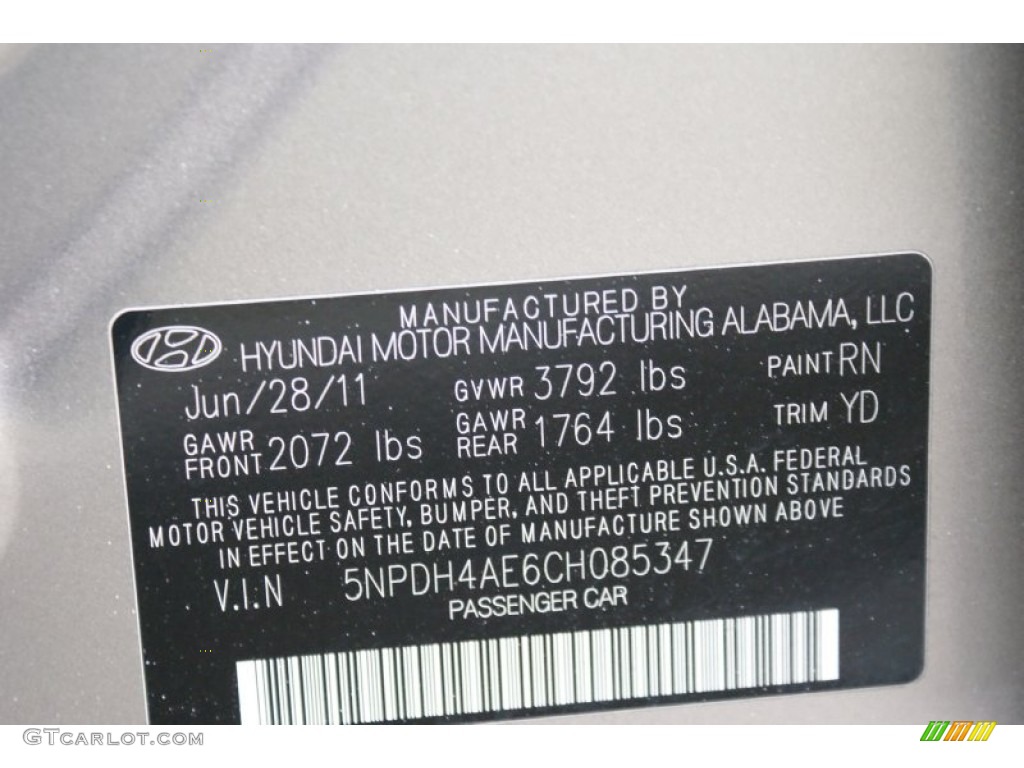 MANUFACTURED BY
HYUNDAI MOTOR MANUFACTURING ALABAMA, LLC
Jun/28/11 GVWR 3792 lbs PAINT RN
GAWR FRONT 2072 lbs GAWR REAR 1764 lbs TRIM YD
THIS VEHICLE CONFORMS TO ALL APPLICABLE U.S.A. FEDERAL
MOTOR VEHICLE SAFETY, BUMPER, AND THEFT PREVENTION STANDARDS
IN EFFECT ON THE DATE OF MANUFACTURE SHOWN ABOVE
V.I.N 5NPDH4AE6CH085347
PASSENGER CAR
GTCARLOT.COM